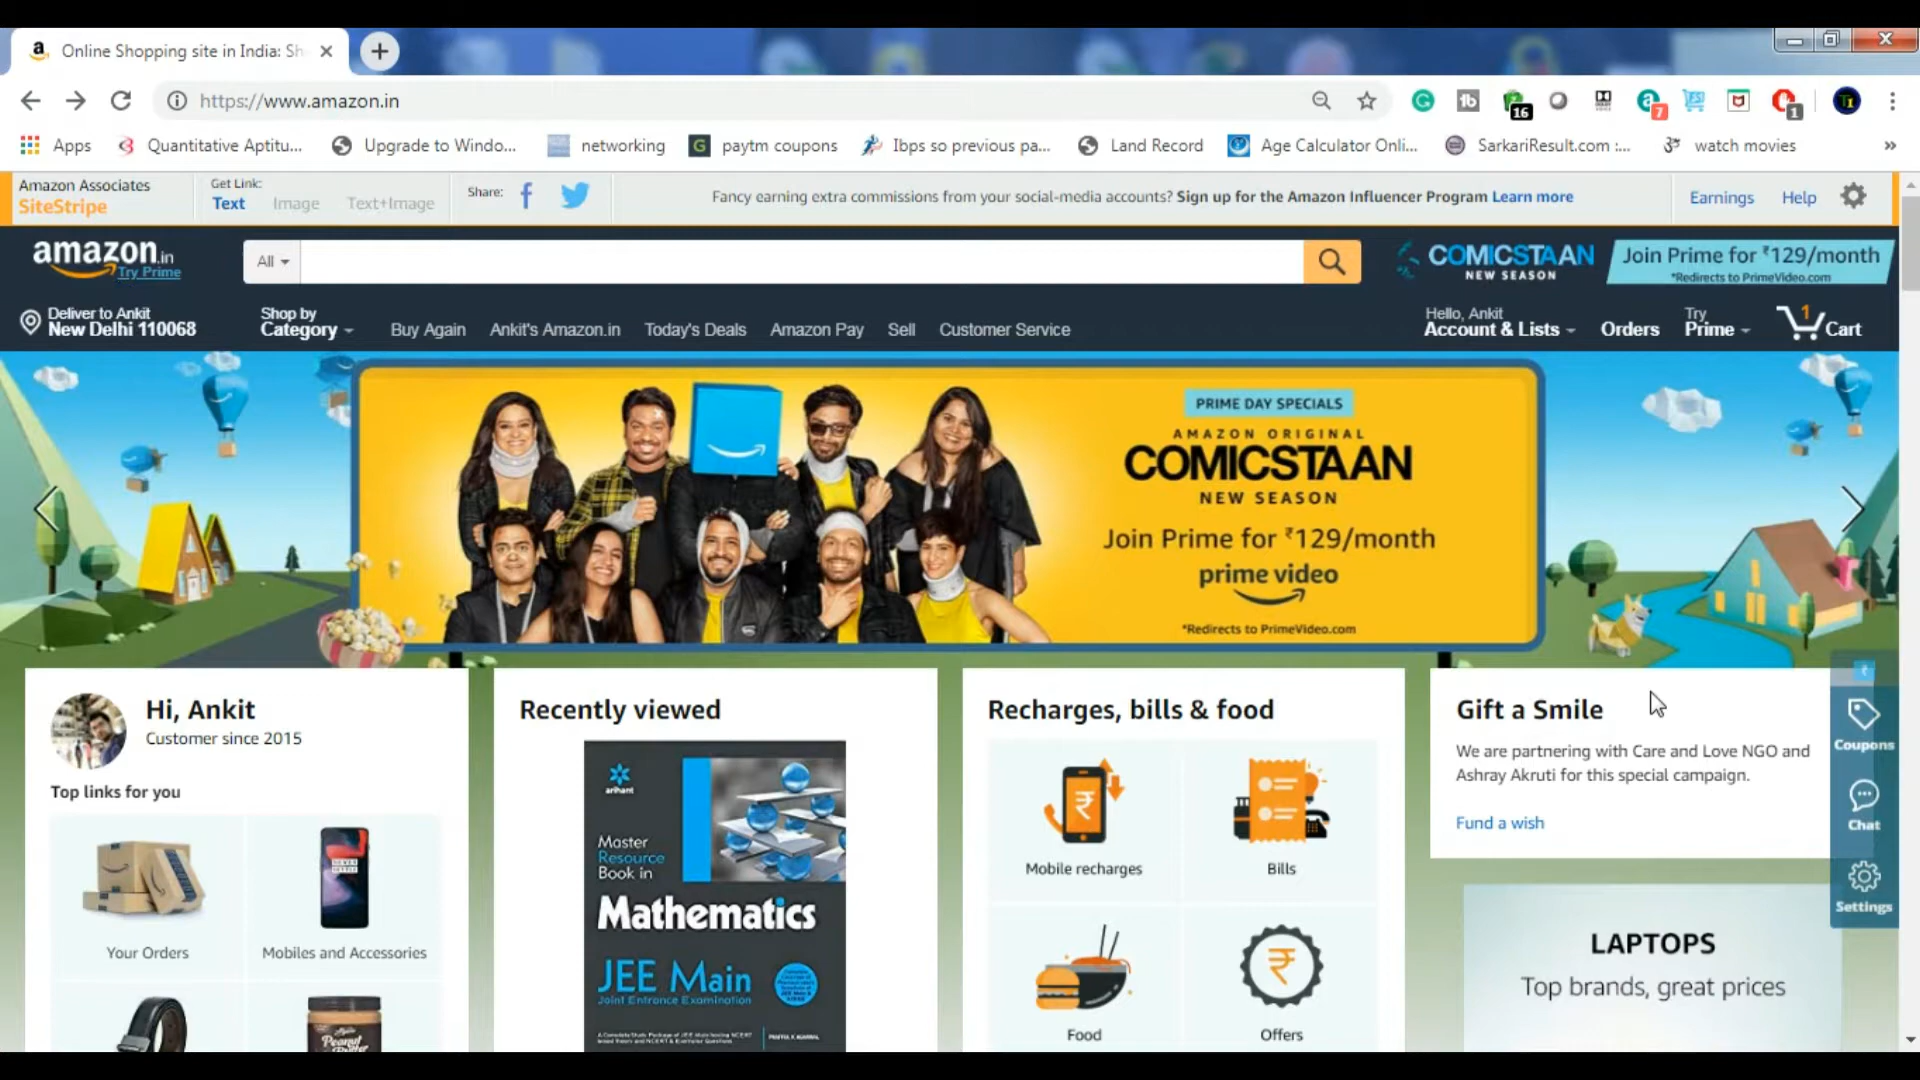 Online Shopping site in India: Sh
https://www.amazon.in
16
7
1
Apps
Quantitative Aptitu...
Upgrade to Windo...
networking
paytm coupons
Ibps so previous pa...
Land Record
Age Calculator Onli...
SarkariResult.com :...
watch movies
Amazon Associates
SiteStripe
Get Link:
Text
Image
Text+Image
Share:
Fancy earning extra commissions from your social-media accounts? Sign up for the Amazon Influencer Program Learn more
Earnings
Help
amazon.in
Try Prime
All
COMICSTAAN
NEW SEASON
Join Prime for ₹129/month
*Redirects to PrimeVideo.com
Deliver to Ankit
New Delhi 110068
Shop by
Category
Buy Again
Ankit's Amazon.in
Today's Deals
Amazon Pay
Sell
Customer Service
Hello, Ankit
Account & Lists
Orders
Try
Prime
1
Cart
PRIME DAY SPECIALS
AMAZON ORIGINAL
COMICSTAAN
NEW SEASON
Join Prime for ₹129/month
prime video
*Redirects to PrimeVideo.com
Hi, Ankit
Customer since 2015
Top links for you
Your Orders
Mobiles and Accessories
Peanut
Recently viewed
arihant
Master
Resource
Book in
Mathematics
JEE Main
Joint Entrance Examination
Recharges, bills & food
Mobile recharges
Bills
Food
Offers
Gift a Smile
We are partnering with Care and Love NGO and
Ashray Akruti for this special campaign.
Fund a wish
LAPTOPS
Top brands, great prices
Coupons
Chat
Settings